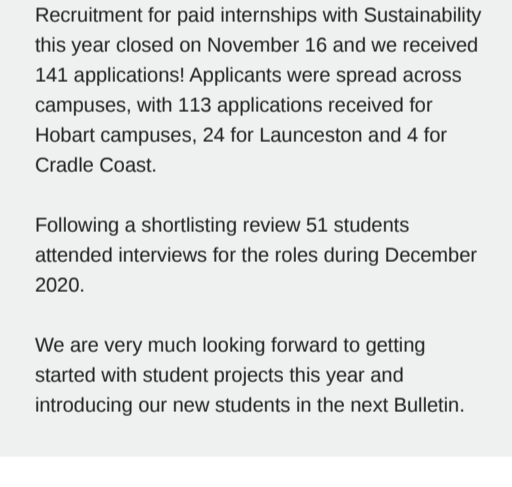 Recruitment for paid internships with Sustainability
this year closed on November 16 and we received
141 applications! Applicants were spread across
campuses, with 113 applications received for
Hobart campuses, 24 for Launceston and 4 for
Cradle Coast.
Following a shortlisting review 51 students
attended interviews for the roles during December
2020.
We are very much looking forward to getting
started with student projects this year and
introducing our new students in the next Bulletin.